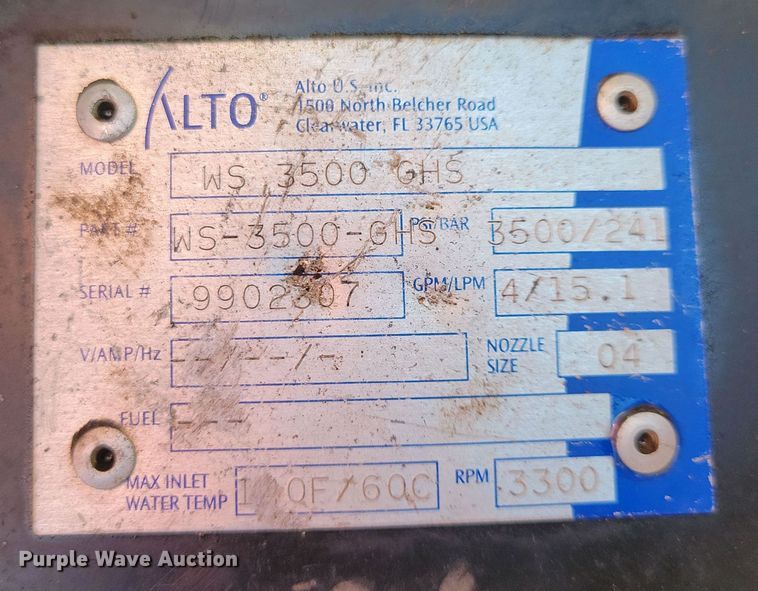 ALTO®
Alto U.S. Inc.
1500 North Belcher Road
Clearwater, FL 33765 USA
MODEL WS 3500 GHS
PART # WS-3500-GHS PSI/BAR 3500/241
SERIAL # 9902307 GPM/LPM 4/15.1
V/AMP/Hz --/--/- NOZZLE SIZE 04
FUEL ---
MAX INLET WATER TEMP 140F/60C RPM 3300
Purple Wave Auction